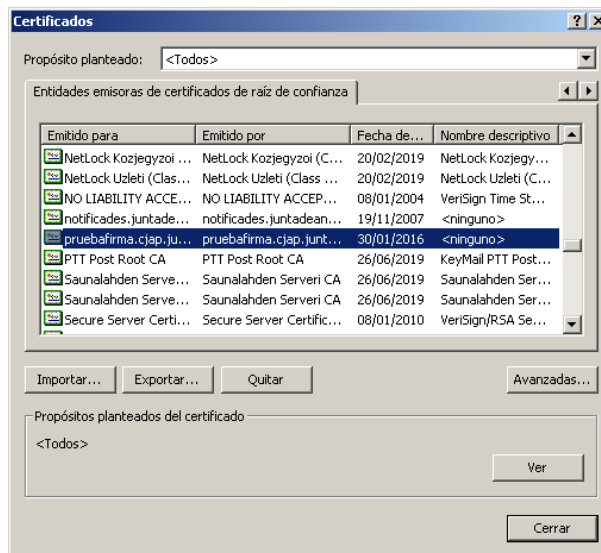 Certificados
Propósito planteado: <Todos>
Entidades emisoras de certificados de raíz de confianza
Emitido para Emitido por Fecha de... Nombre descriptivo
NetLock Kozjegyzoi ... NetLock Kozjegyzoi (C... 20/02/2019 NetLock Kozjegy...
NetLock Uzleti (Clas... NetLock Uzleti (Class ... 20/02/2019 NetLock Uzleti (C...
NO LIABILITY ACCE... NO LIABILITY ACCEP... 08/01/2004 VeriSign Time St...
notificades.juntade... notificades.juntadean... 19/11/2007 <ninguno>
pruebafirma.cjap.ju... pruebafirma.cjap.junt... 30/01/2016 <ninguno>
PTT Post Root CA PTT Post Root CA 26/06/2019 KeyMail PTT Post...
Saunalahden Serve... Saunalahden Serveri CA 26/06/2019 Saunalahden Ser...
Saunalahden Serve... Saunalahden Serveri CA 26/06/2019 Saunalahden Ser...
Secure Server Certi... Secure Server Certific... 08/01/2010 VeriSign/RSA Se...
Importar... Exportar... Quitar Avanzadas...
Propósitos planteados del certificado
<Todos>
Ver
Cerrar